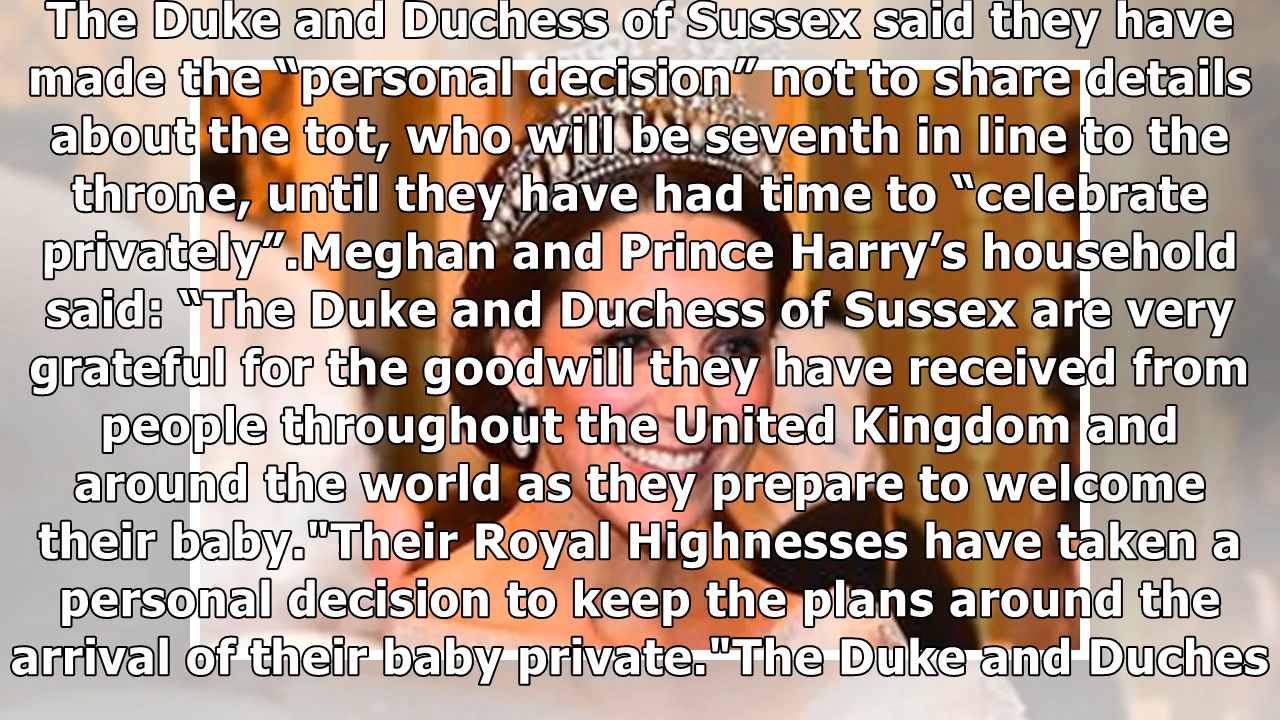 The Duke and Duchess of Sussex said they have
made the “personal decision” not to share details
about the tot, who will be seventh in line to the
throne, until they have had time to “celebrate
privately”.Meghan and Prince Harry’s household
said: “The Duke and Duchess of Sussex are very
grateful for the goodwill they have received from
people throughout the United Kingdom and
around the world as they prepare to welcome
their baby."Their Royal Highnesses have taken a
personal decision to keep the plans around the
arrival of their baby private."The Duke and Duches